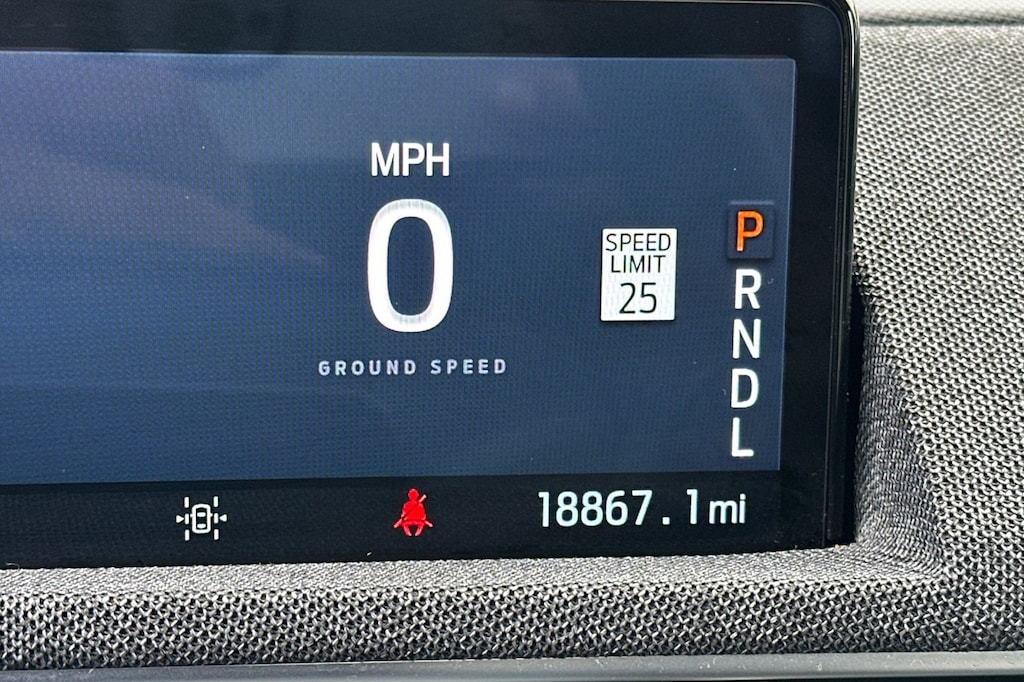 MPH
0
GROUND SPEED
SPEED
LIMIT
25
P
R
N
D
L
18867.1mi